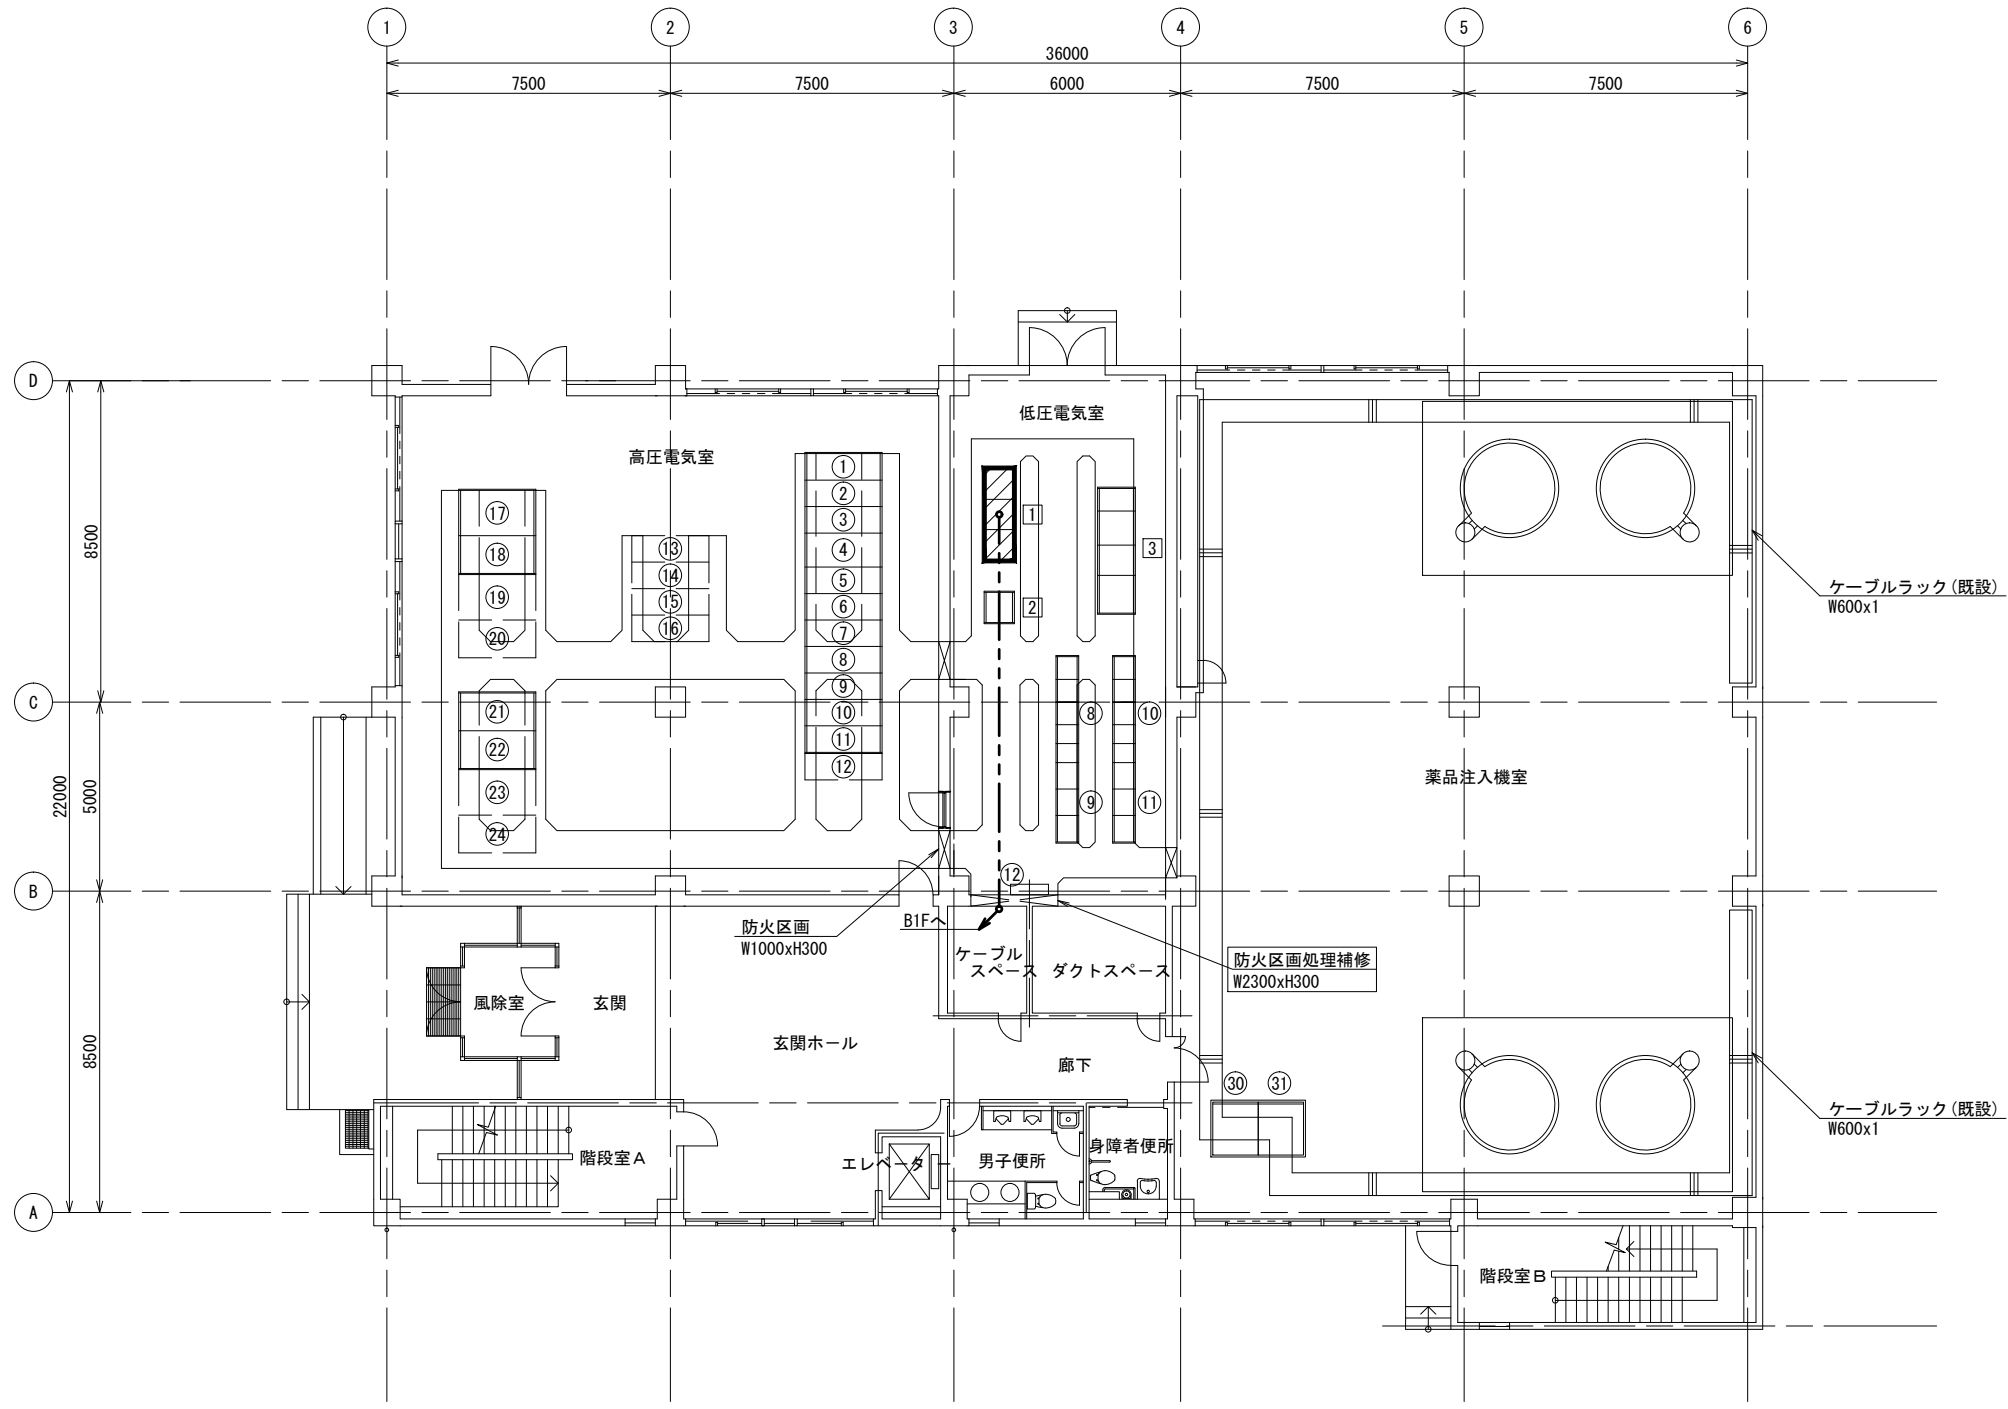 1 2 3 4 5 6
36000
7500 7500 6000 7500 7500
D
C
B
A
22000
8500
5000
8500
高圧電気室
低圧電気室
① ② ③ ④ ⑤ ⑥ ⑦ ⑧ ⑨ ⑩ ⑪ ⑫
⑬ ⑭ ⑮ ⑯
⑰ ⑱ ⑲ ⑳
㉑ ㉒ ㉓ ㉔
1
2
3
⑧ ⑩
⑨ ⑪
⑫
ケーブルラック(既設)
W600x1
薬品注入機室
B1Fへ
防火区画
W1000xH300
ケーブル
スペース
ダクトスペース
防火区画処理補修
W2300xH300
風除室
玄関
玄関ホール
廊下
㉚ ㉛
ケーブルラック(既設)
W600x1
階段室A
エレベーター
男子便所
身障者便所
階段室B